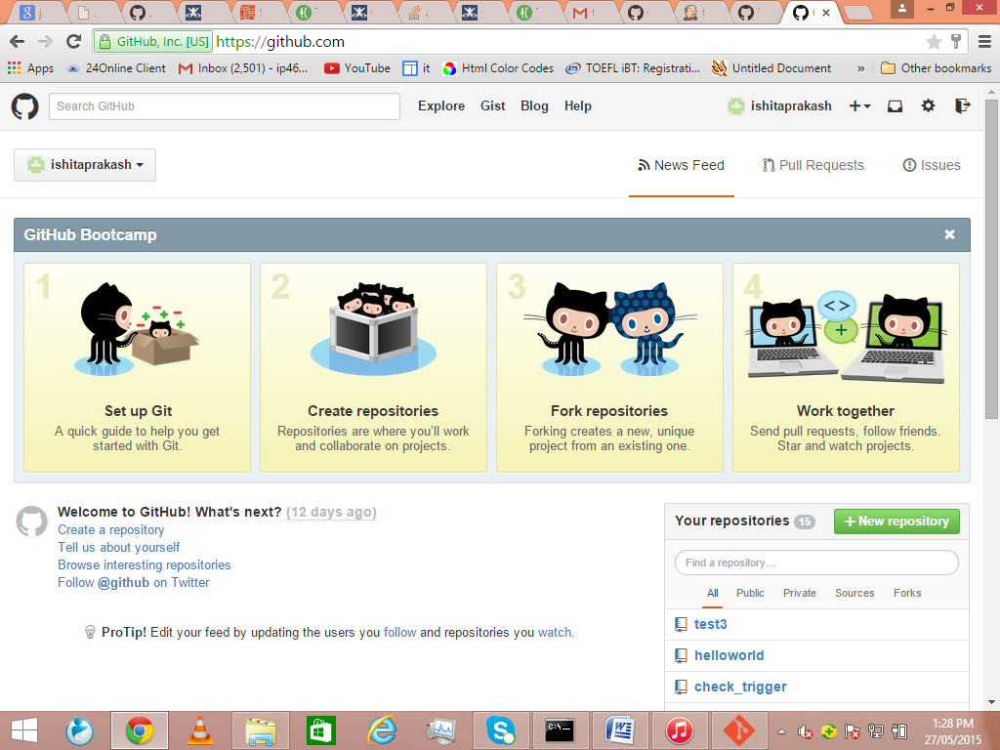 j
GitHub, Inc. [US] https://github.com
Apps 24Online Client Inbox (2,501) - ip46... YouTube it Html Color Codes TOEFL iBT: Registrati... Untitled Document » Other bookmarks
Search GitHub Explore Gist Blog Help ishitaprakash
ishitaprakash News Feed Pull Requests Issues
GitHub Bootcamp
1
Set up Git
A quick guide to help you get
started with Git.
2
Create repositories
Repositories are where you'll work
and collaborate on projects.
3
Fork repositories
Forking creates a new, unique
project from an existing one.
4
<>
+
Work together
Send pull requests, follow friends.
Star and watch projects.
Welcome to GitHub! What's next? (12 days ago)
Create a repository
Tell us about yourself
Browse interesting repositories
Follow @github on Twitter
ProTip! Edit your feed by updating the users you follow and repositories you watch.
Your repositories 15 + New repository
Find a repository...
All Public Private Sources Forks
test3
helloworld
check_trigger
1:28 PM
27/05/2015